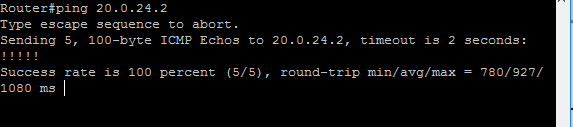 Router#ping 20.0.24.2
Type escape sequence to abort.
Sending 5, 100-byte ICMP Echos to 20.0.24.2, timeout is 2 seconds:
!!!!!
Success rate is 100 percent (5/5), round-trip min/avg/max = 780/927/
1080 ms